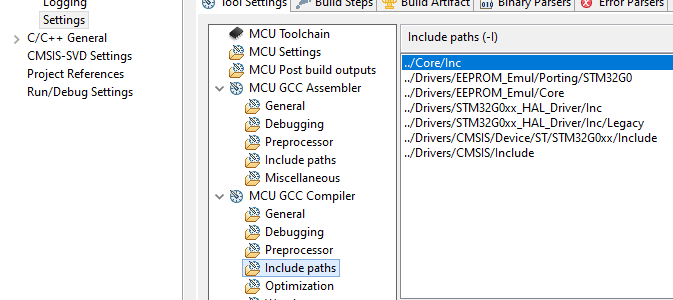 Logging
Settings
C/C++ General
CMSIS-SVD Settings
Project References
Run/Debug Settings
Tool Settings
Build Steps
Build Artifact
Binary Parsers
Error Parsers
MCU Toolchain
MCU Settings
MCU Post build outputs
MCU GCC Assembler
General
Debugging
Preprocessor
Include paths
Miscellaneous
MCU GCC Compiler
General
Debugging
Preprocessor
Include paths
Optimization
Include paths (-I)
../Core/Inc
../Drivers/EEPROM_Emul/Porting/STM32G0
../Drivers/EEPROM_Emul/Core
../Drivers/STM32G0xx_HAL_Driver/Inc
../Drivers/STM32G0xx_HAL_Driver/Inc/Legacy
../Drivers/CMSIS/Device/ST/STM32G0xx/Include
../Drivers/CMSIS/Include